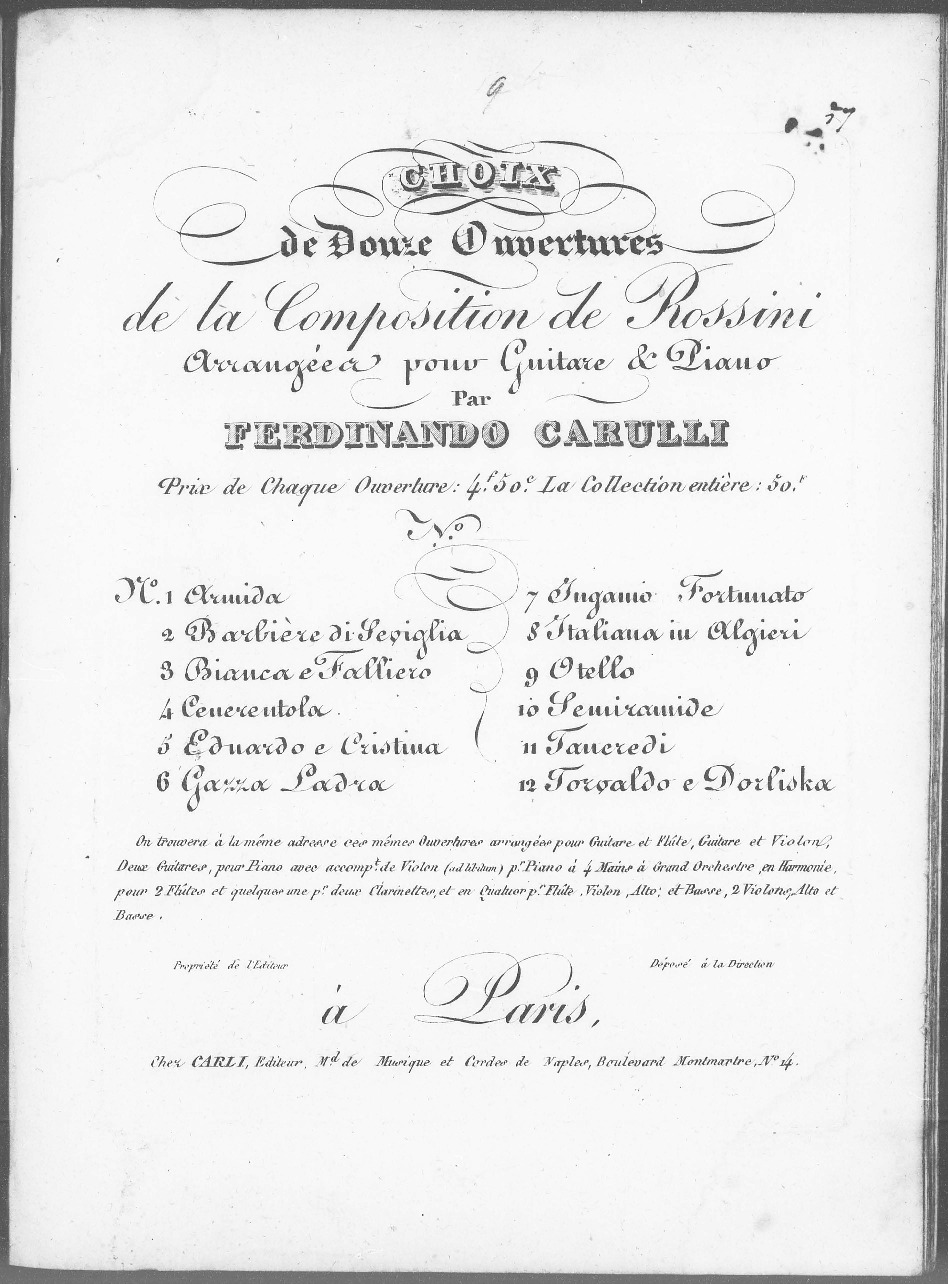 9
57
CHOIX
de Douze Ouvertures
de la Composition de Rossini
Arrangées pour Guitare & Piano
Par
FERDINANDO CARULLI
Prix de Chaque Ouverture: 4.f 50.c La Collection entière: 50.f
N.o
No. 1 Armida
2 Barbière di Seviglia
3 Bianca e Falliero
4 Cenerentola.
5 Eduardo e Cristina
6 Gazza Ladra
7 Inganno Fortunato
8 Italiana in Algieri
9 Otello
10 Semiramide
11 Tancredi
12 Torvaldo e Dorliska
On trouvera à la même adresse ces mêmes Ouvertures arrangées pour Guitare et Flûte, Guitare et Violon,
Deux Guitares, pour Piano avec accomp.t de Violon (ad libitum) p.r Piano à 4 Mains à Grand Orchestre, en Harmonie,
pour 2 Flûtes et quelques une p.r deux Clarinettes, et en Quatuor p.r Flûte, Violon, Alto, et Basse, 2 Violons, Alto et
Basse.
Propriété de l'Editeur
Déposé à la Direction
à Paris,
Chez CARLI, Editeur, M.d de Musique et Cordes de Naples, Boulevard Montmartre, No 14.